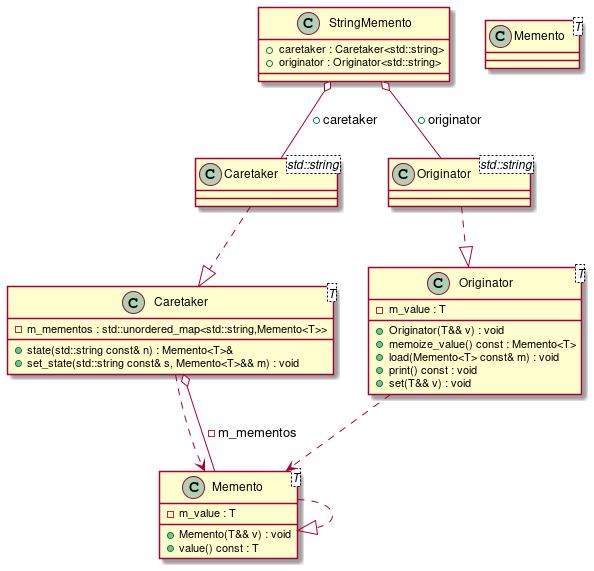 C StringMemento
caretaker : Caretaker<std::string>
originator : Originator<std::string>
C Memento T
caretaker
originator
C Caretaker std::string
C Originator std::string
C Caretaker T
m_mementos : std::unordered_map<std::string,Memento<T>>
state(std::string const& n) : Memento<T>&
set_state(std::string const& s, Memento<T>&& m) : void
C Originator T
m_value : T
Originator(T&& v) : void
memoize_value() const : Memento<T>
load(Memento<T> const& m) : void
print() const : void
set(T&& v) : void
m_mementos
C Memento T
m_value : T
Memento(T&& v) : void
value() const : T